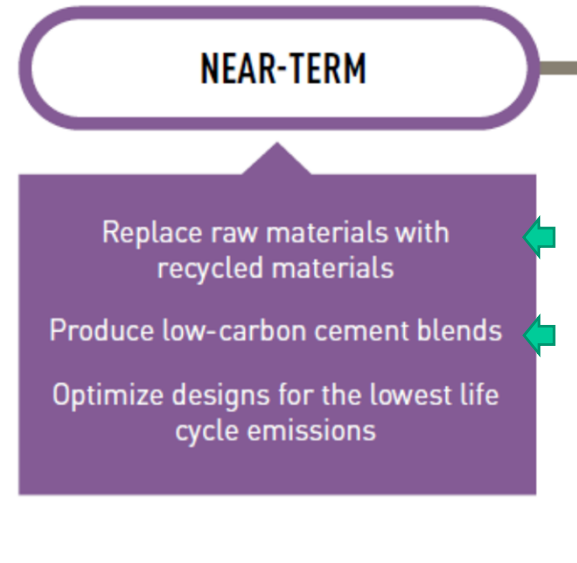 NEAR-TERM
Replace raw materials with
recycled materials
Produce low-carbon cement blends
Optimize designs for the lowest life
cycle emissions